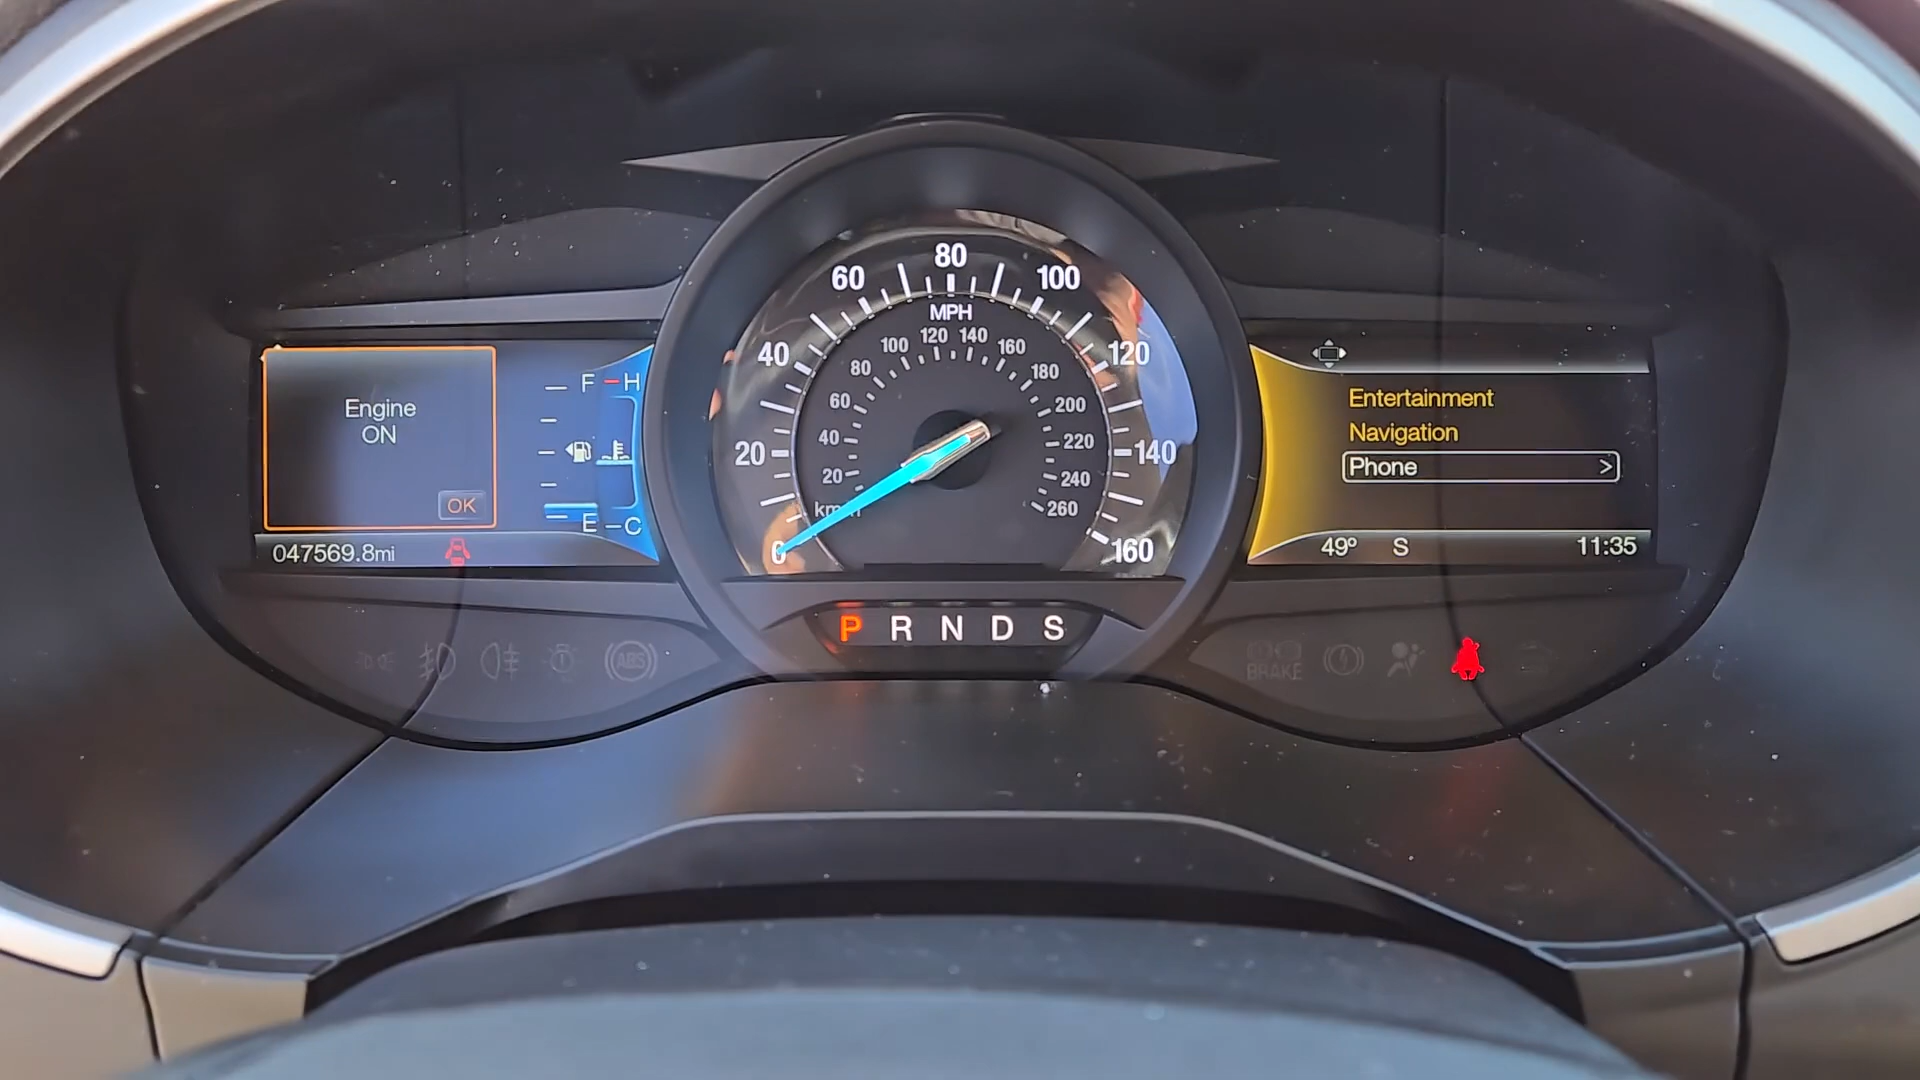 Engine
ON
OK
F H
E C
047569.8mi
0 20 40 60 80 100 120 140 160
MPH
20 40 60 80 100 120 140 160 180 200 220 240 260
P R N D S
Entertainment
Navigation
Phone >
49° S 11:35
ABS
BRAKE